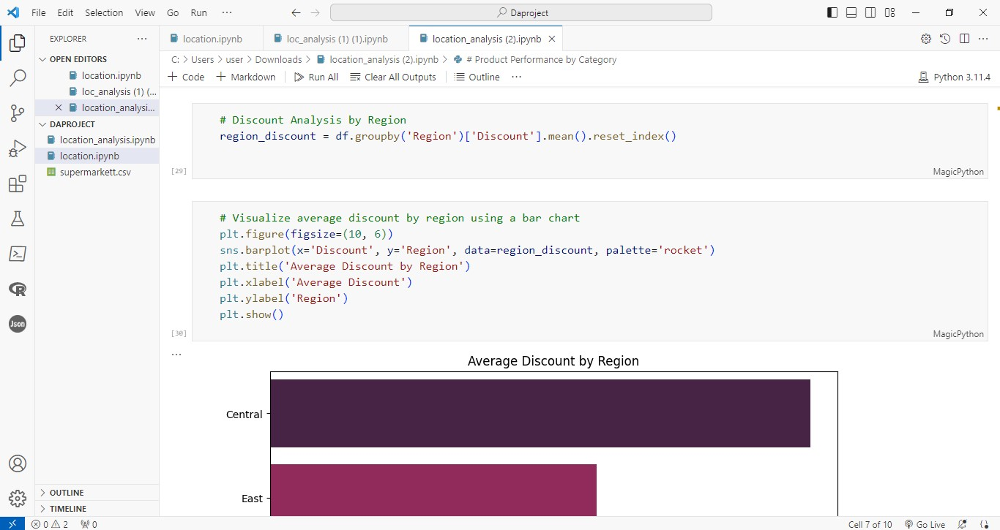 File Edit Selection View Go Run ···
Daproject
EXPLORER ···
OPEN EDITORS
location.ipynb
loc_analysis (1) (...
location_analysi...
DAPROJECT
location_analysis.ipynb
location.ipynb
supermarkett.csv
OUTLINE
TIMELINE
Json
location.ipynb loc_analysis (1) (1).ipynb location_analysis (2).ipynb
C: > Users > user > Downloads > location_analysis (2).ipynb > # Product Performance by Category
+ Code + Markdown Run All Clear All Outputs Outline ··· Python 3.11.4
# Discount Analysis by Region
region_discount = df.groupby('Region')['Discount'].mean().reset_index()
[29] MagicPython
# Visualize average discount by region using a bar chart
plt.figure(figsize=(10, 6))
sns.barplot(x='Discount', y='Region', data=region_discount, palette='rocket')
plt.title('Average Discount by Region')
plt.xlabel('Average Discount')
plt.ylabel('Region')
plt.show()
[30] MagicPython
...
Average Discount by Region
Central
East
0 2 0 Cell 7 of 10 Go Live